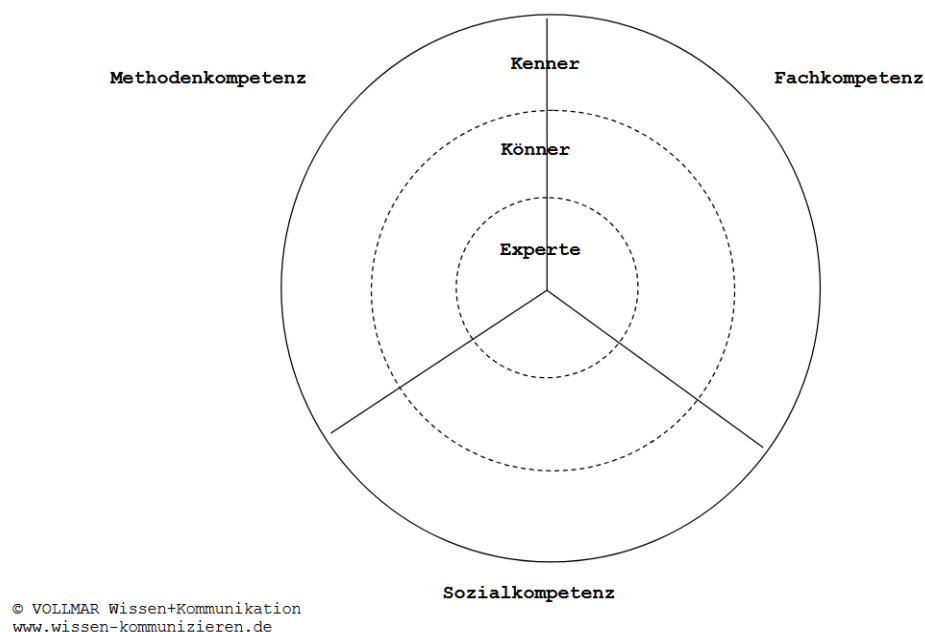 Kenner
Methodenkompetenz
Fachkompetenz
Könner
Experte
Sozialkompetenz
© VOLLMAR Wissen+Kommunikation
www.wissen-kommunizieren.de